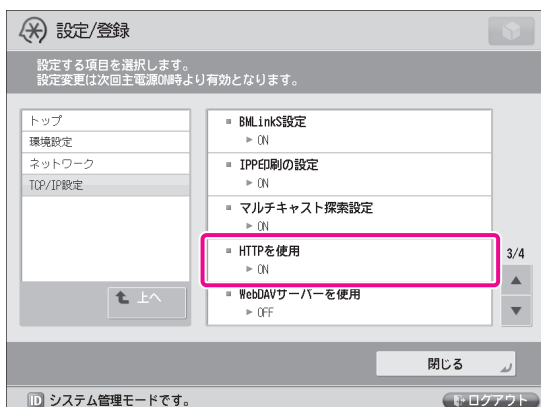 設定/登録
設定する項目を選択します。
設定変更は次回主電源ON時より有効となります。
トップ
環境設定
ネットワーク
TCP/IP設定
上へ
BMLinkS設定
► ON
IPP印刷の設定
► ON
マルチキャスト探索設定
► ON
HTTPを使用
► ON
WebDAVサーバーを使用
► OFF
3/4
閉じる
ID システム管理モードです。
ログアウト